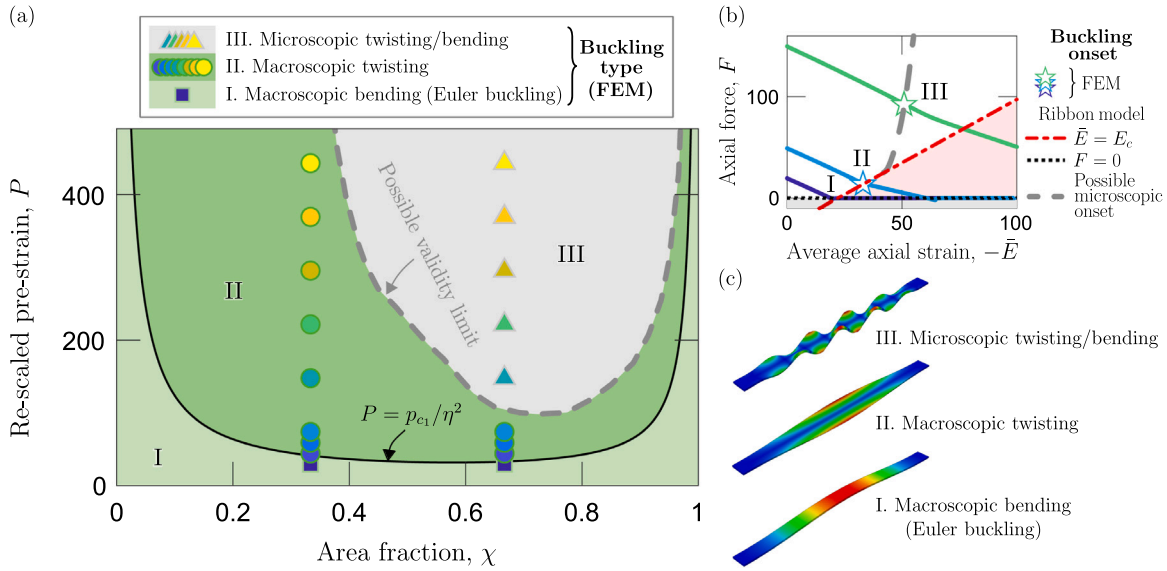 (a)
III. Microscopic twisting/bending
II. Macroscopic twisting
I. Macroscopic bending (Euler buckling)
Buckling
type
(FEM)
Re-scaled pre-strain, P
400
200
0
I
II
III
Possible validity limit
P = p_{c_1}/η^2
0
0.2
0.4
0.6
0.8
1
Area fraction, χ
(b)
Axial force, F
100
0
I
II
III
0
50
100
Average axial strain, −Ē
Buckling
onset
} FEM
Ribbon model
Ē = E_c
F = 0
Possible
microscopic
onset
(c)
III. Microscopic twisting/bending
II. Macroscopic twisting
I. Macroscopic bending
(Euler buckling)